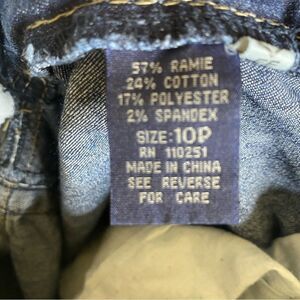 57% RAMIE
24% COTTON
17% POLYESTER
2% SPANDEX
SIZE: 10P
RN 110251
MADE IN CHINA
SEE REVERSE
FOR CARE